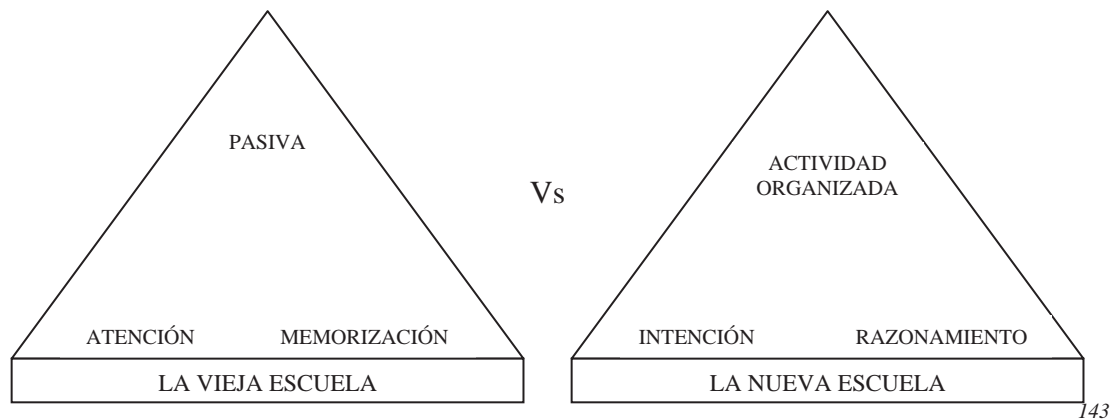 PASIVA
ATENCIÓN MEMORIZACIÓN
LA VIEJA ESCUELA
Vs
ACTIVIDAD
ORGANIZADA
INTENCIÓN RAZONAMIENTO
LA NUEVA ESCUELA
143